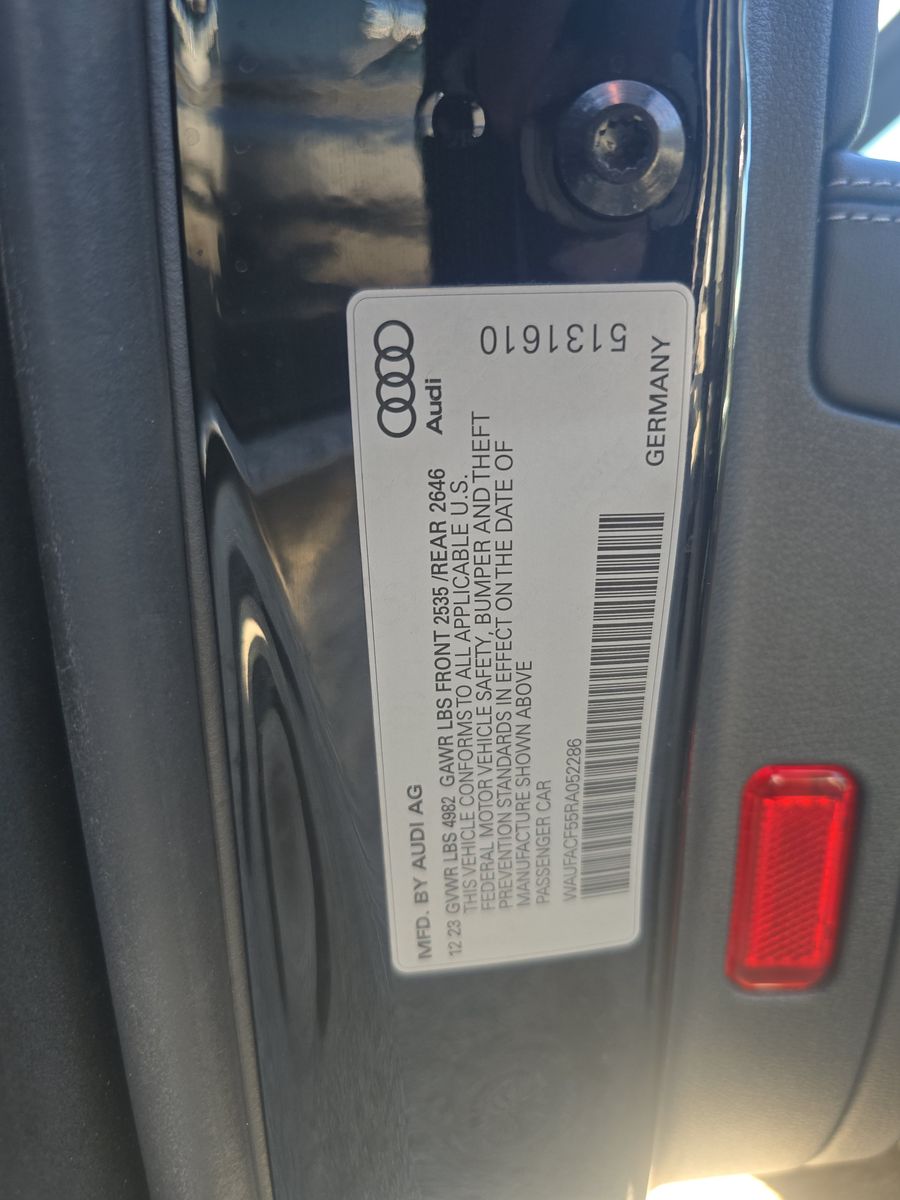 MFD. BY AUDI AG
Audi
12 23 GVWR LBS 4982 GAWR LBS FRONT 2535 /REAR 2646
THIS VEHICLE CONFORMS TO ALL APPLICABLE U.S.
FEDERAL MOTOR VEHICLE SAFETY, BUMPER AND THEFT
PREVENTION STANDARDS IN EFFECT ON THE DATE OF
MANUFACTURE SHOWN ABOVE
PASSENGER CAR
WAUFACF55RA052286
5131610
GERMANY